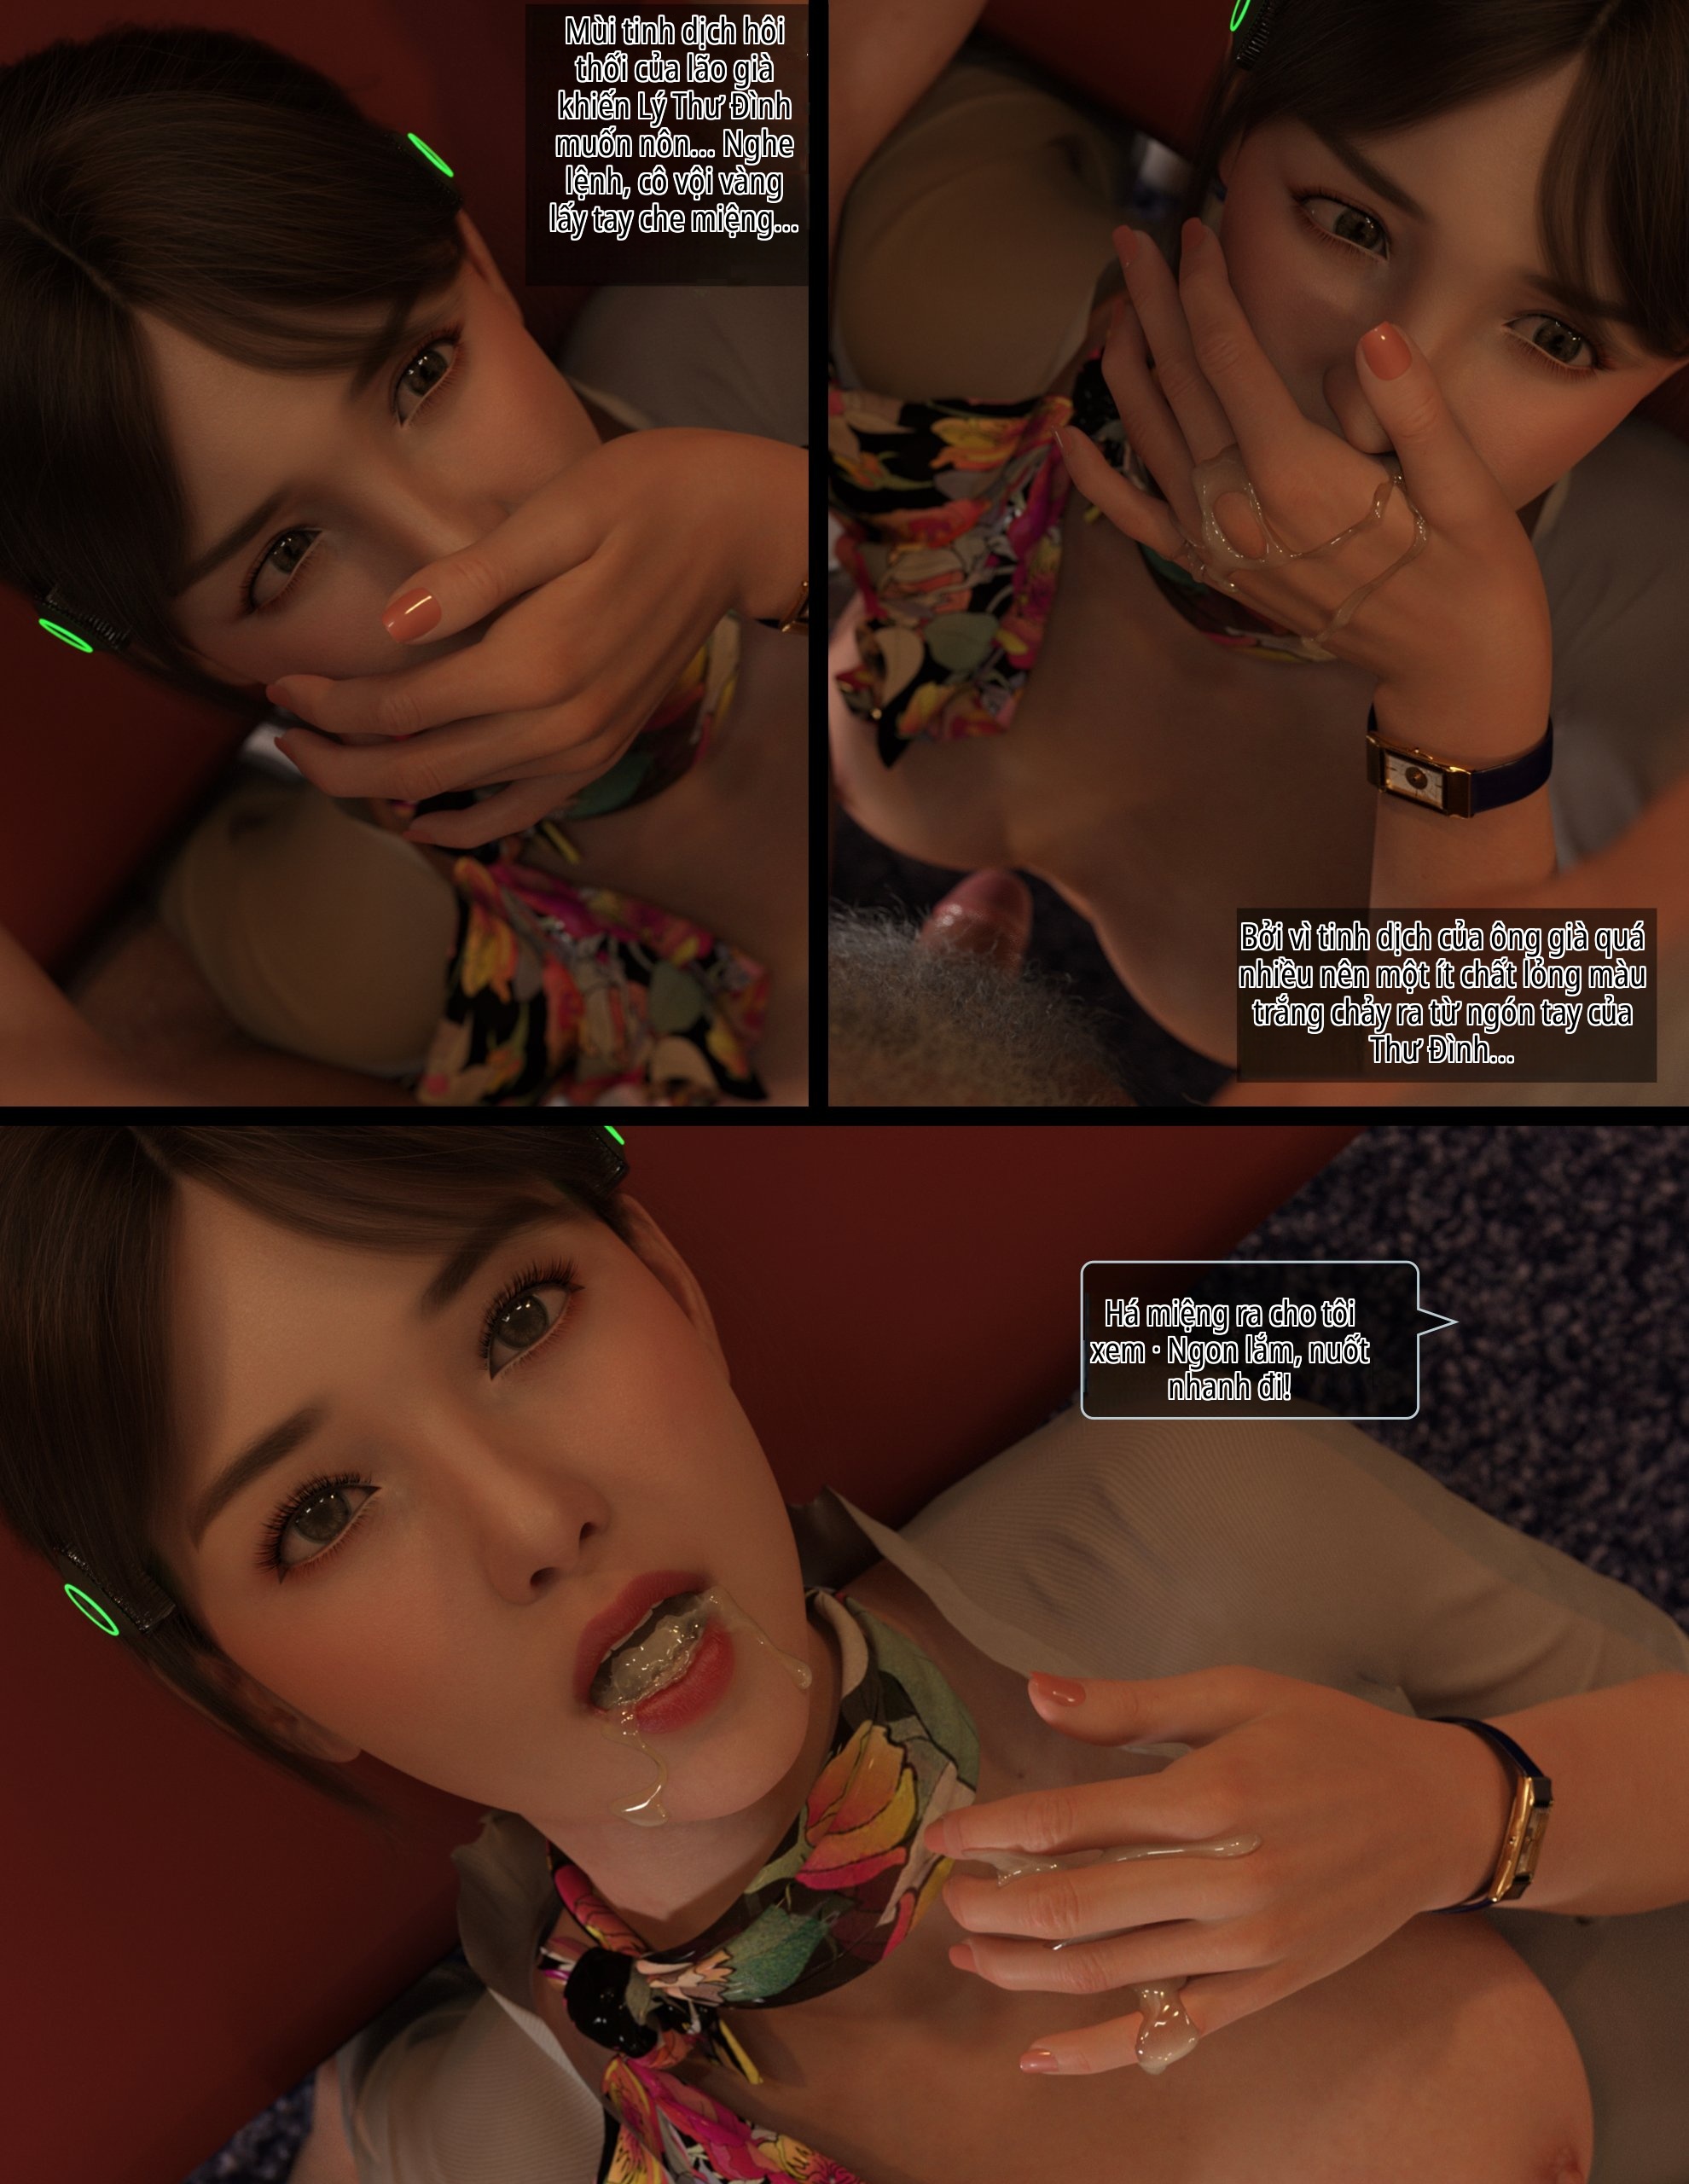 Mùi tinh dịch hôi
thối của lão già
khiến Lý Thư Đình
muốn nôn... Nghe
lệnh, cô vội vàng
lấy tay che miệng...
Bởi vì tinh dịch của ông già quá
nhiều nên một ít chất lỏng màu
trắng chảy ra từ ngón tay của
Thư Đình...
Há miệng ra cho tôi
xem · Ngon lắm, nuốt
nhanh đi!